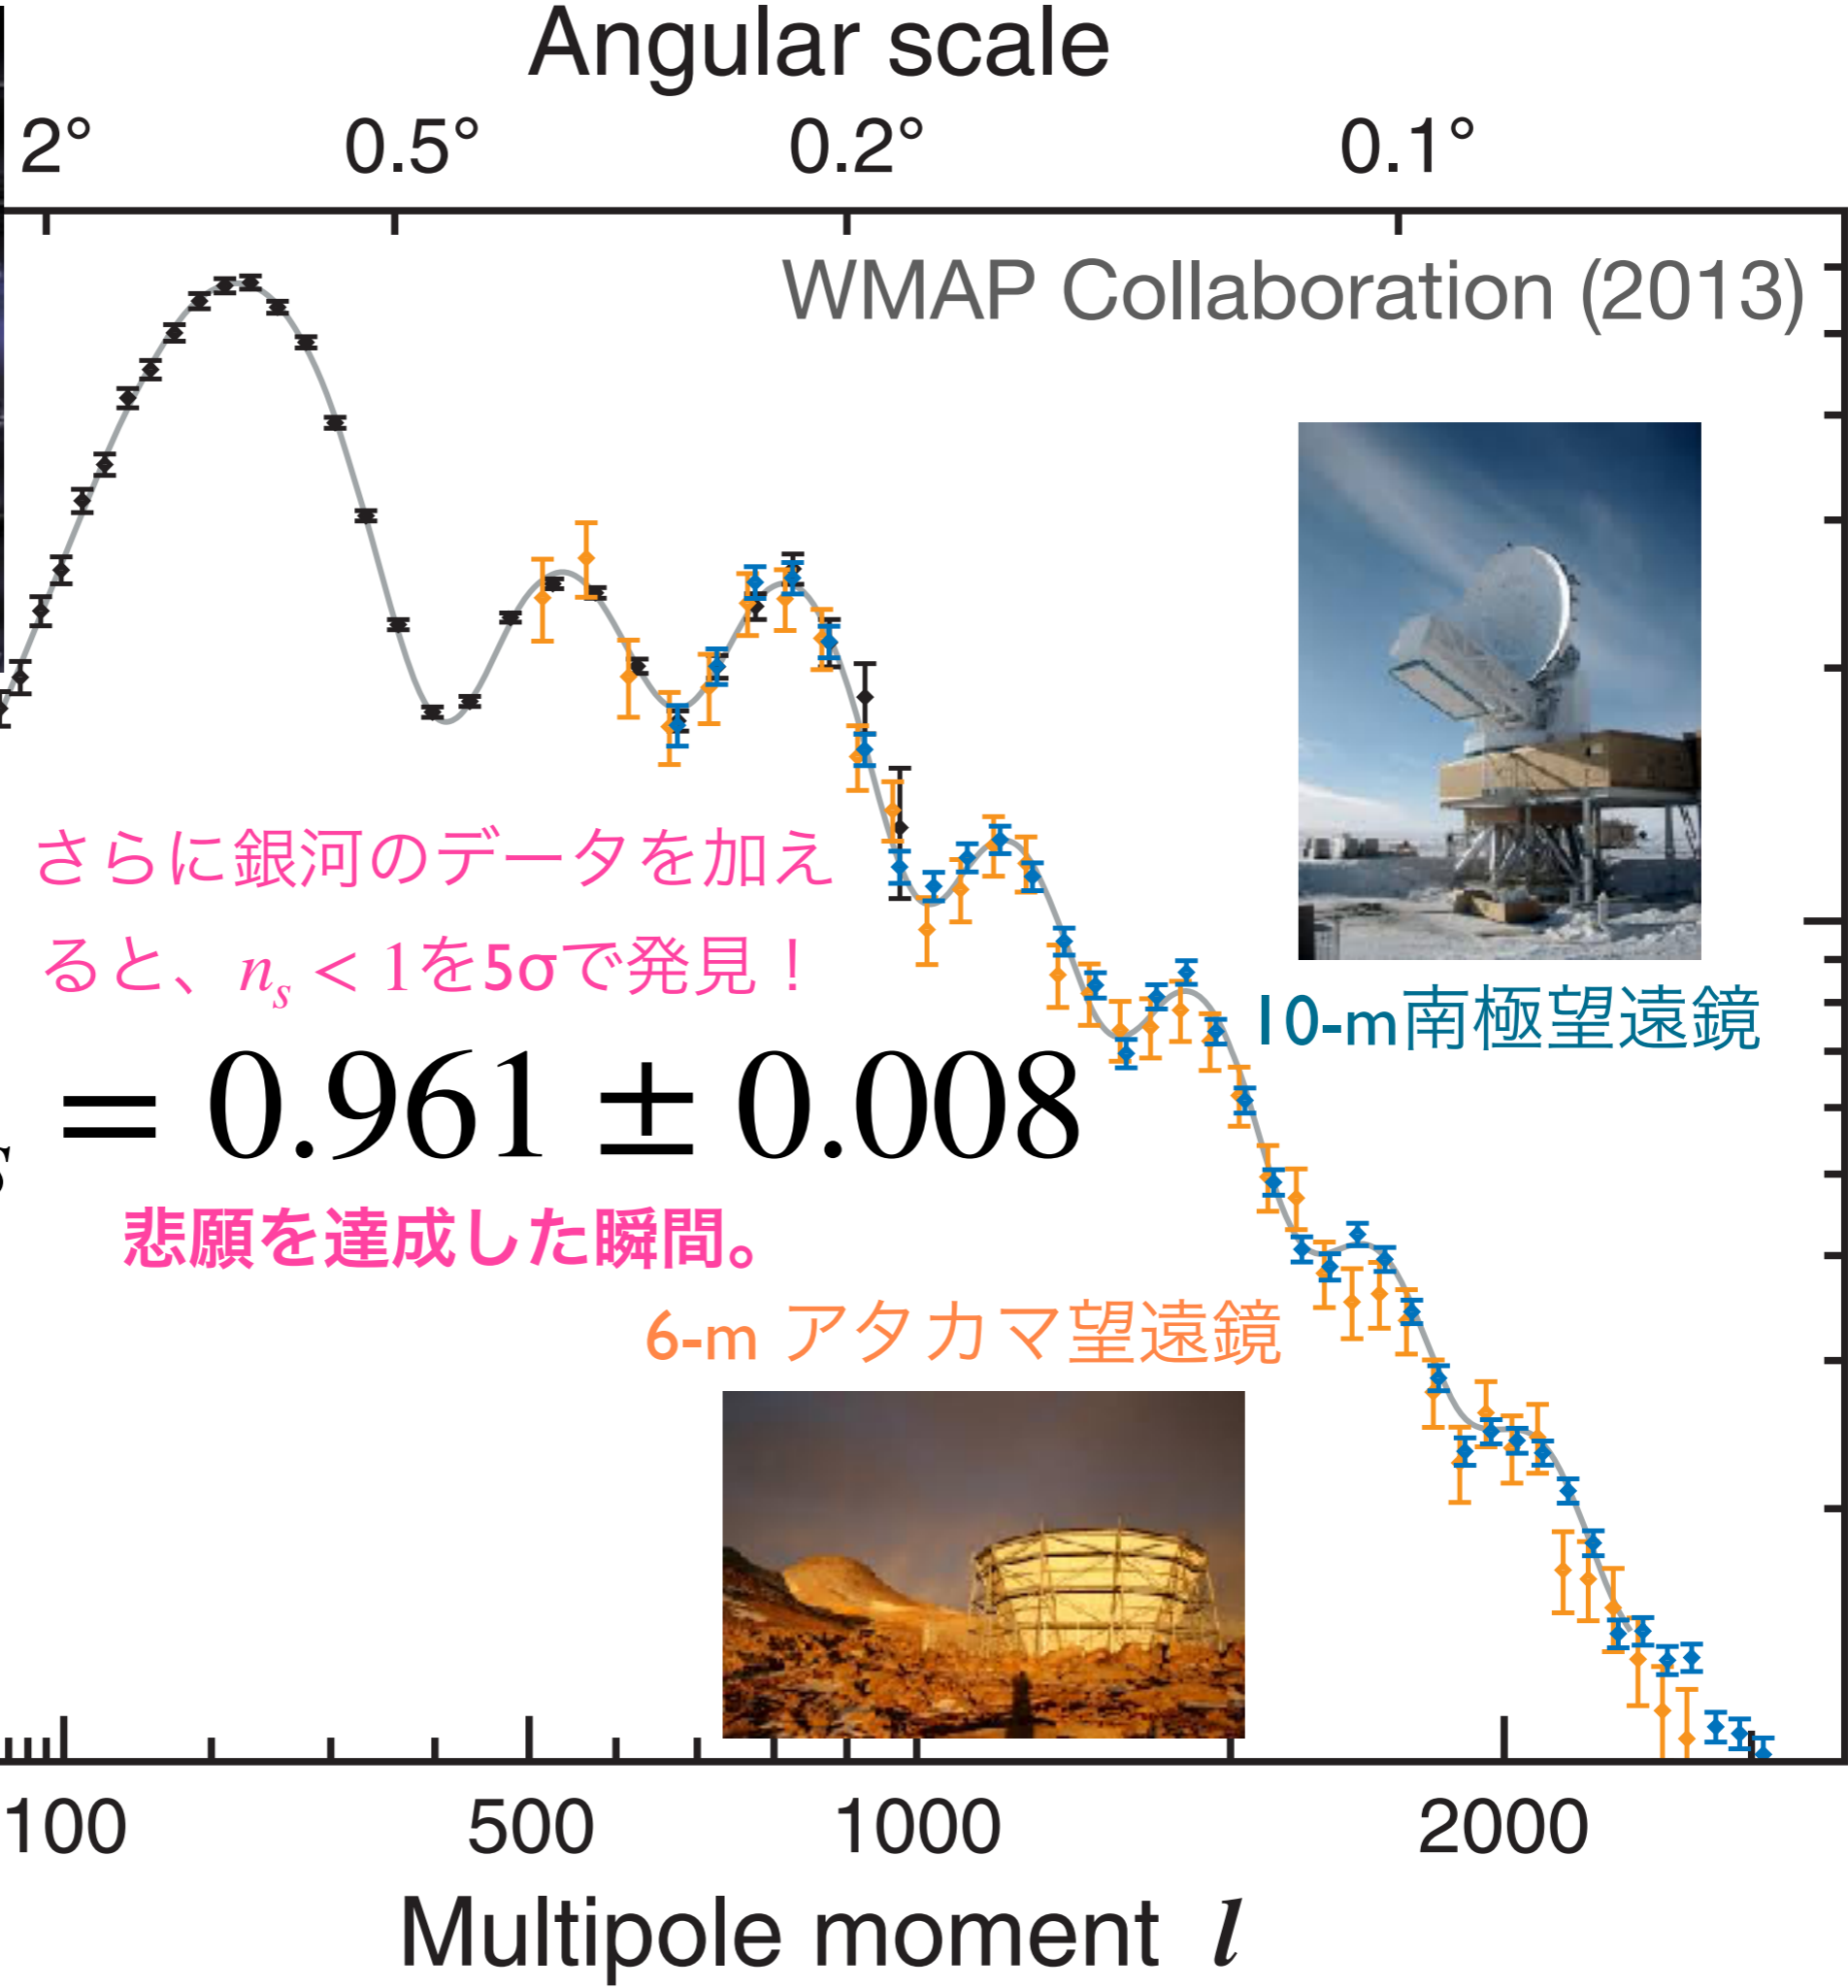 Angular scale
2° 0.5° 0.2° 0.1°
WMAP Collaboration (2013)
さらに銀河のデータを加え
ると、n_s < 1を5σで発見！
10-m南極望遠鏡
s = 0.961 ± 0.008
悲願を達成した瞬間。
6-m アタカマ望遠鏡
100 500 1000 2000
Multipole moment l